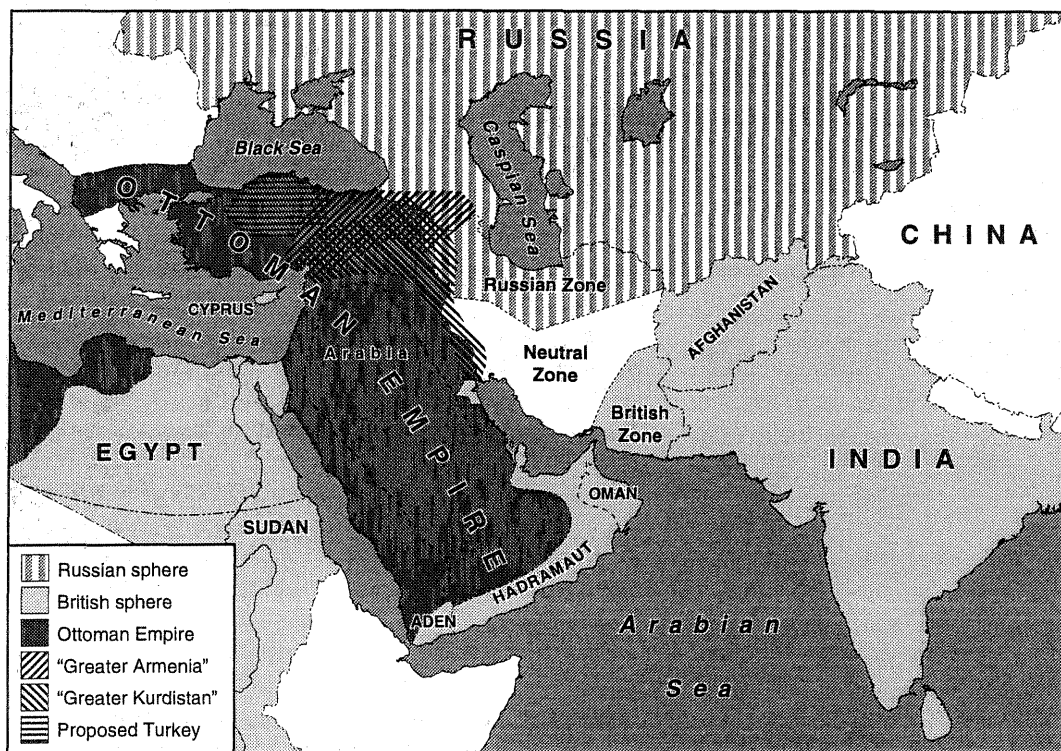 RUSSIA
Black Sea
Caspian Sea
CHINA
OTTOMAN EMPIRE
Russian Zone
AFGHANISTAN
CYPRUS
Mediterranean Sea
Arabia
Neutral
Zone
British
Zone
EGYPT
INDIA
OMAN
SUDAN
HADRAMAUT
ADEN
Arabian
Sea
Russian sphere
British sphere
Ottoman Empire
“Greater Armenia”
“Greater Kurdistan”
Proposed Turkey